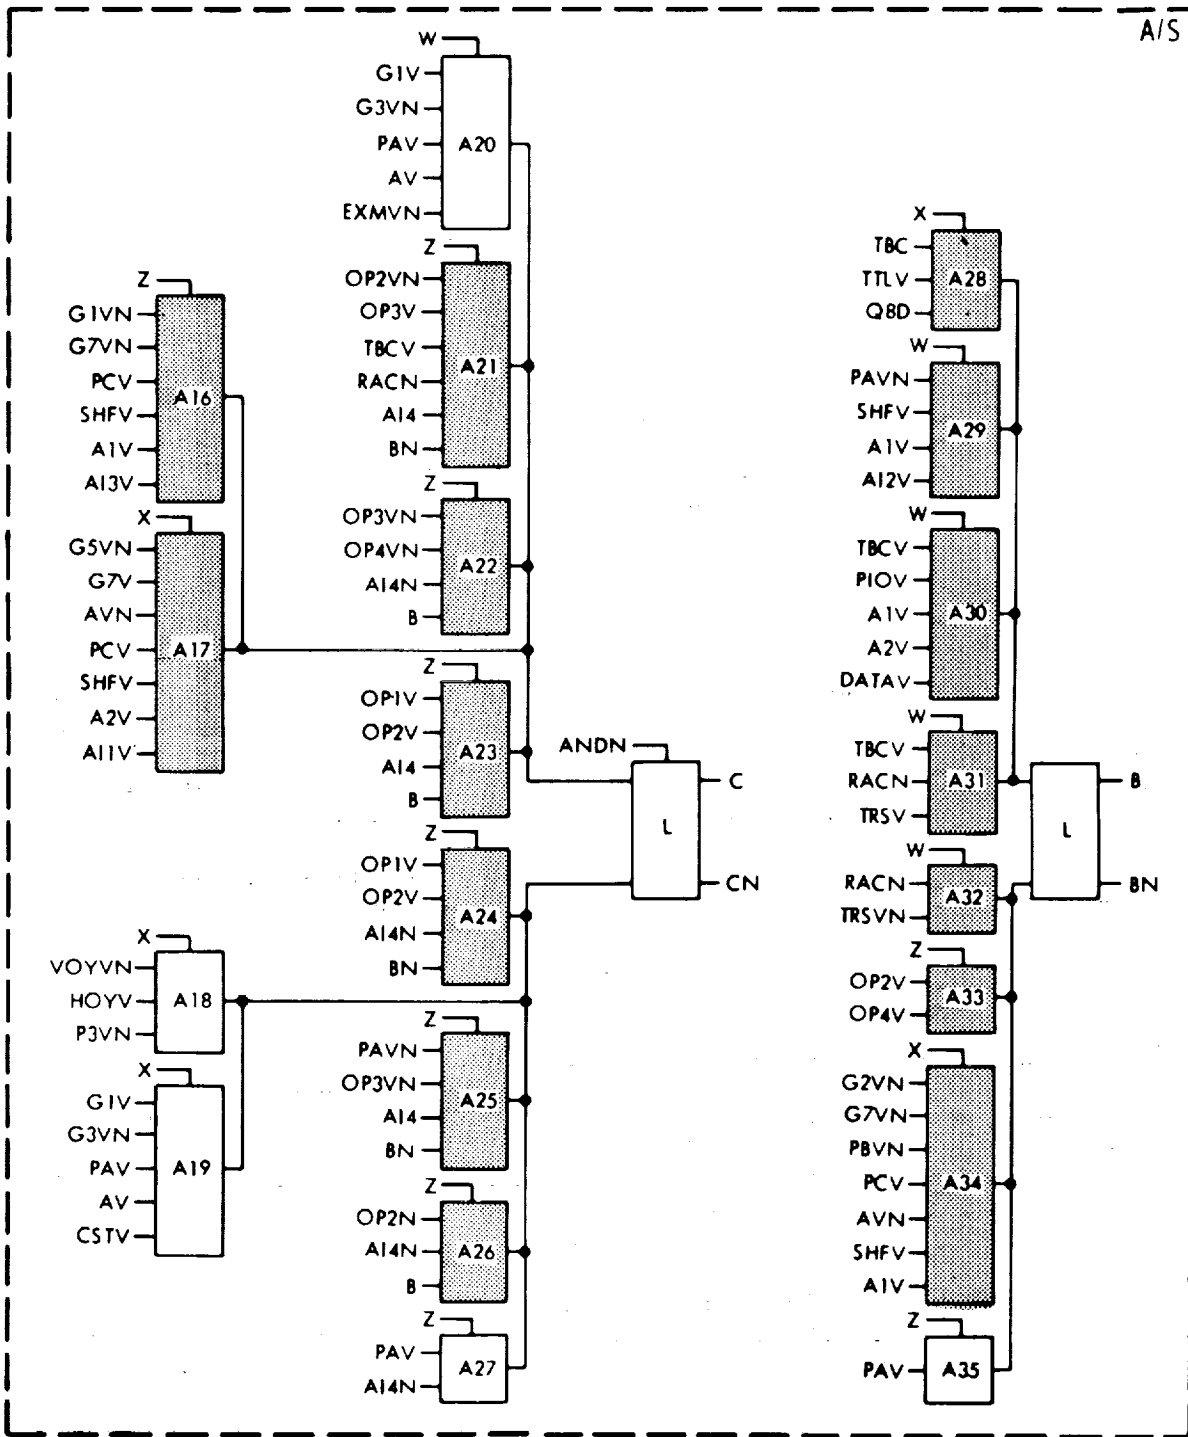 A/S
W
G1V
G3VN
PAV
AV
EXMVN
A20
Z
OP2VN
OP3V
TBCV
RACN
A14
BN
A21
Z
OP3VN
OP4VN
A14N
B
A22
Z
OP1V
OP2V
A14
B
A23
Z
OP1V
OP2V
A14N
BN
A24
Z
PAVN
OP3VN
A14
BN
A25
Z
OP2N
A14N
B
A26
Z
PAV
A14N
A27
Z
G1VN
G7VN
PCV
SHFV
A1V
A13V
A16
X
G5VN
G7V
AVN
PCV
SHFV
A2V
A11V
A17
X
VOYVN
HOYV
P3VN
A18
X
G1V
G3VN
PAV
AV
CSTV
A19
ANDN
L
C
CN
X
TBC
TTLV
Q8D
A28
W
PAVN
SHFV
A1V
A12V
A29
W
TBCV
PIOV
A1V
A2V
DATAV
A30
W
TBCV
RACN
TRSV
A31
W
RACN
TRSVN
A32
Z
OP2V
OP4V
A33
X
G2VN
G7VN
PBVN
PCV
AVN
SHFV
A1V
A34
Z
PAV
A35
L
B
BN